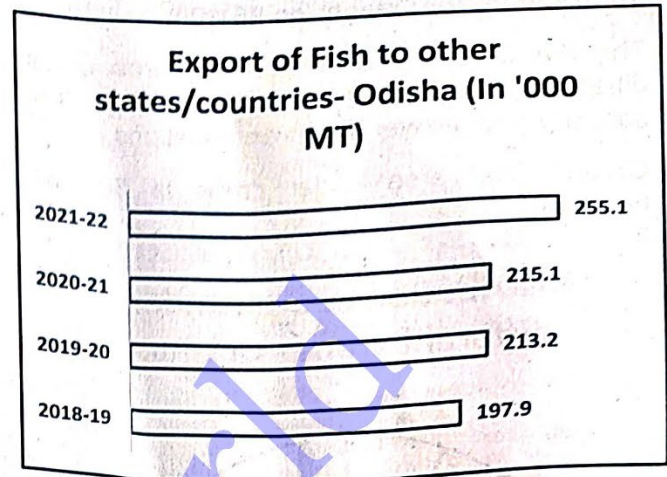 Export of Fish to other
states/countries- Odisha (In '000
MT)
2021-22 255.1
2020-21 215.1
2019-20 213.2
2018-19 197.9